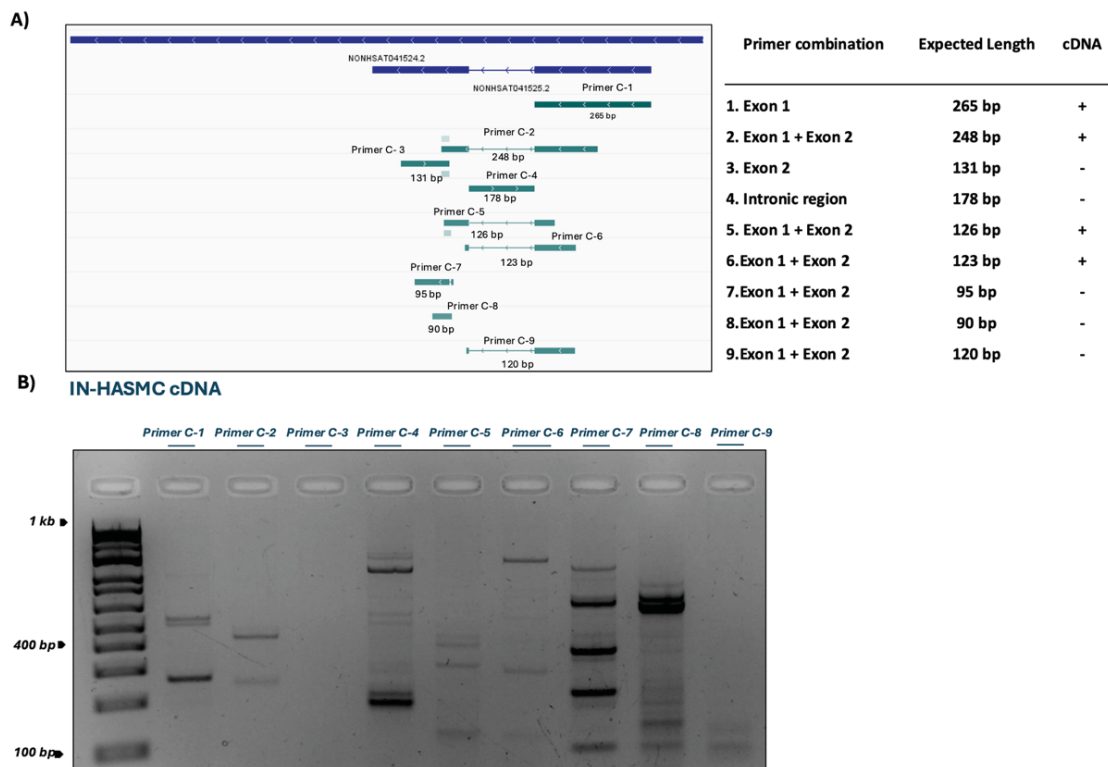 A)
NONHSAT041524.2
NONHSAT041525.2
Primer C-1
265 bp
Primer C-2
248 bp
Primer C- 3
131 bp
Primer C-4
178 bp
Primer C-5
126 bp
Primer C-6
123 bp
Primer C-7
95 bp
Primer C-8
90 bp
Primer C-9
120 bp
Primer combination Expected Length cDNA
1. Exon 1 265 bp +
2. Exon 1 + Exon 2 248 bp +
3. Exon 2 131 bp -
4. Intronic region 178 bp -
5. Exon 1 + Exon 2 126 bp +
6.Exon 1 + Exon 2 123 bp +
7.Exon 1 + Exon 2 95 bp -
8.Exon 1 + Exon 2 90 bp -
9.Exon 1 + Exon 2 120 bp -
B) IN-HASMC cDNA
Primer C-1 Primer C-2 Primer C-3 Primer C-4 Primer C-5 Primer C-6 Primer C-7 Primer C-8 Primer C-9
1 kb
400 bp
100 bp